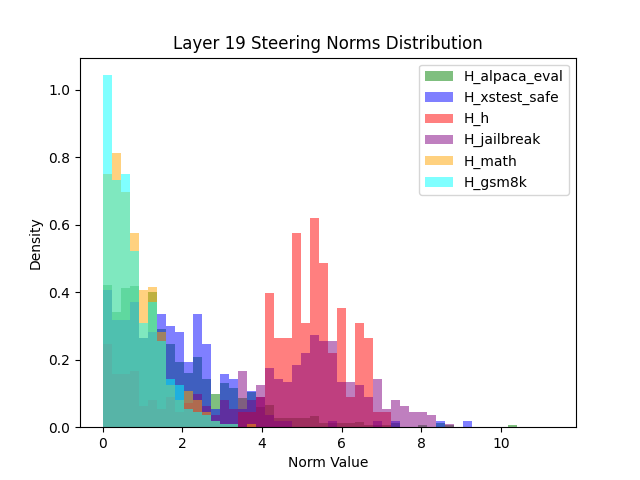 Layer 19 Steering Norms Distribution
H_alpaca_eval
H_xstest_safe
H_h
H_jailbreak
H_math
H_gsm8k
Density
1.0
0.8
0.6
0.4
0.2
0.0
0 2 4 6 8 10
Norm Value